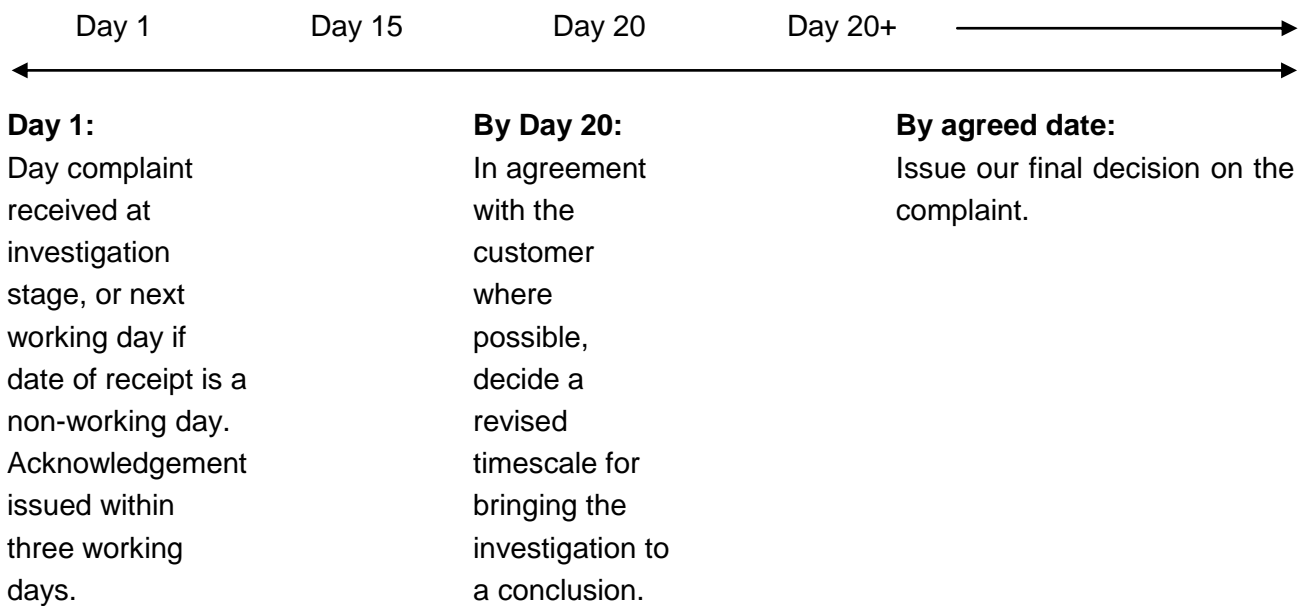 Day 1 Day 15 Day 20 Day 20+
Day 1:
Day complaint
received at
investigation
stage, or next
working day if
date of receipt is a
non-working day.
Acknowledgement
issued within
three working
days.
By Day 20:
In agreement
with the
customer
where
possible,
decide a
revised
timescale for
bringing the
investigation to
a conclusion.
By agreed date:
Issue our final decision on the
complaint.